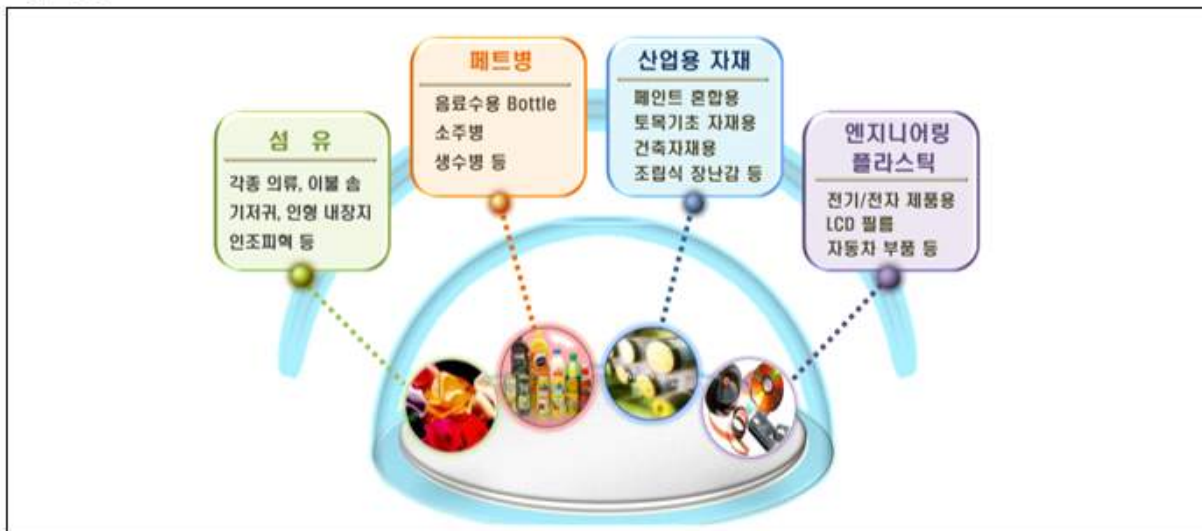 섬 유
각종 의류, 이불 솜
기저귀, 인형 내장지
인조피혁 등
페트병
음료수용 Bottle
소주병
생수병 등
산업용 자재
페인트 혼합용
토목기초 자재용
건축자재용
조립식 장난감 등
엔지니어링
플라스틱
전기/전자 제품용
LCD 필름
자동차 부품 등